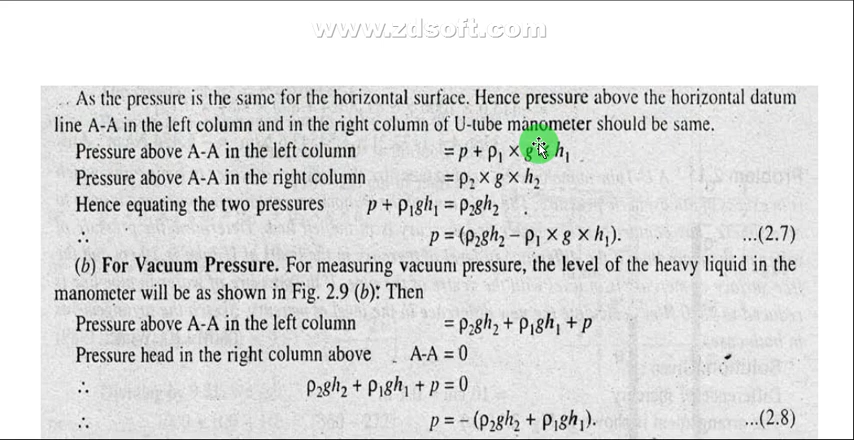 www.zdsoft.com
As the pressure is the same for the horizontal surface. Hence pressure above the horizontal datum
line A-A in the left column and in the right column of U-tube manometer should be same.
Pressure above A-A in the left column = p + ρ₁ × g × h₁
Pressure above A-A in the right column = ρ₂ × g × h₂
Hence equating the two pressures p + ρ₁gh₁ = ρ₂gh₂
∴ p = (ρ₂gh₂ – ρ₁ × g × h₁). ...(2.7)
(b) For Vacuum Pressure. For measuring vacuum pressure, the level of the heavy liquid in the
manometer will be as shown in Fig. 2.9 (b): Then
Pressure above A-A in the left column = ρ₂gh₂ + ρ₁gh₁ + p
Pressure head in the right column above A-A = 0
∴ ρ₂gh₂ + ρ₁gh₁ + p = 0
∴ p = – (ρ₂gh₂ + ρ₁gh₁). ...(2.8)